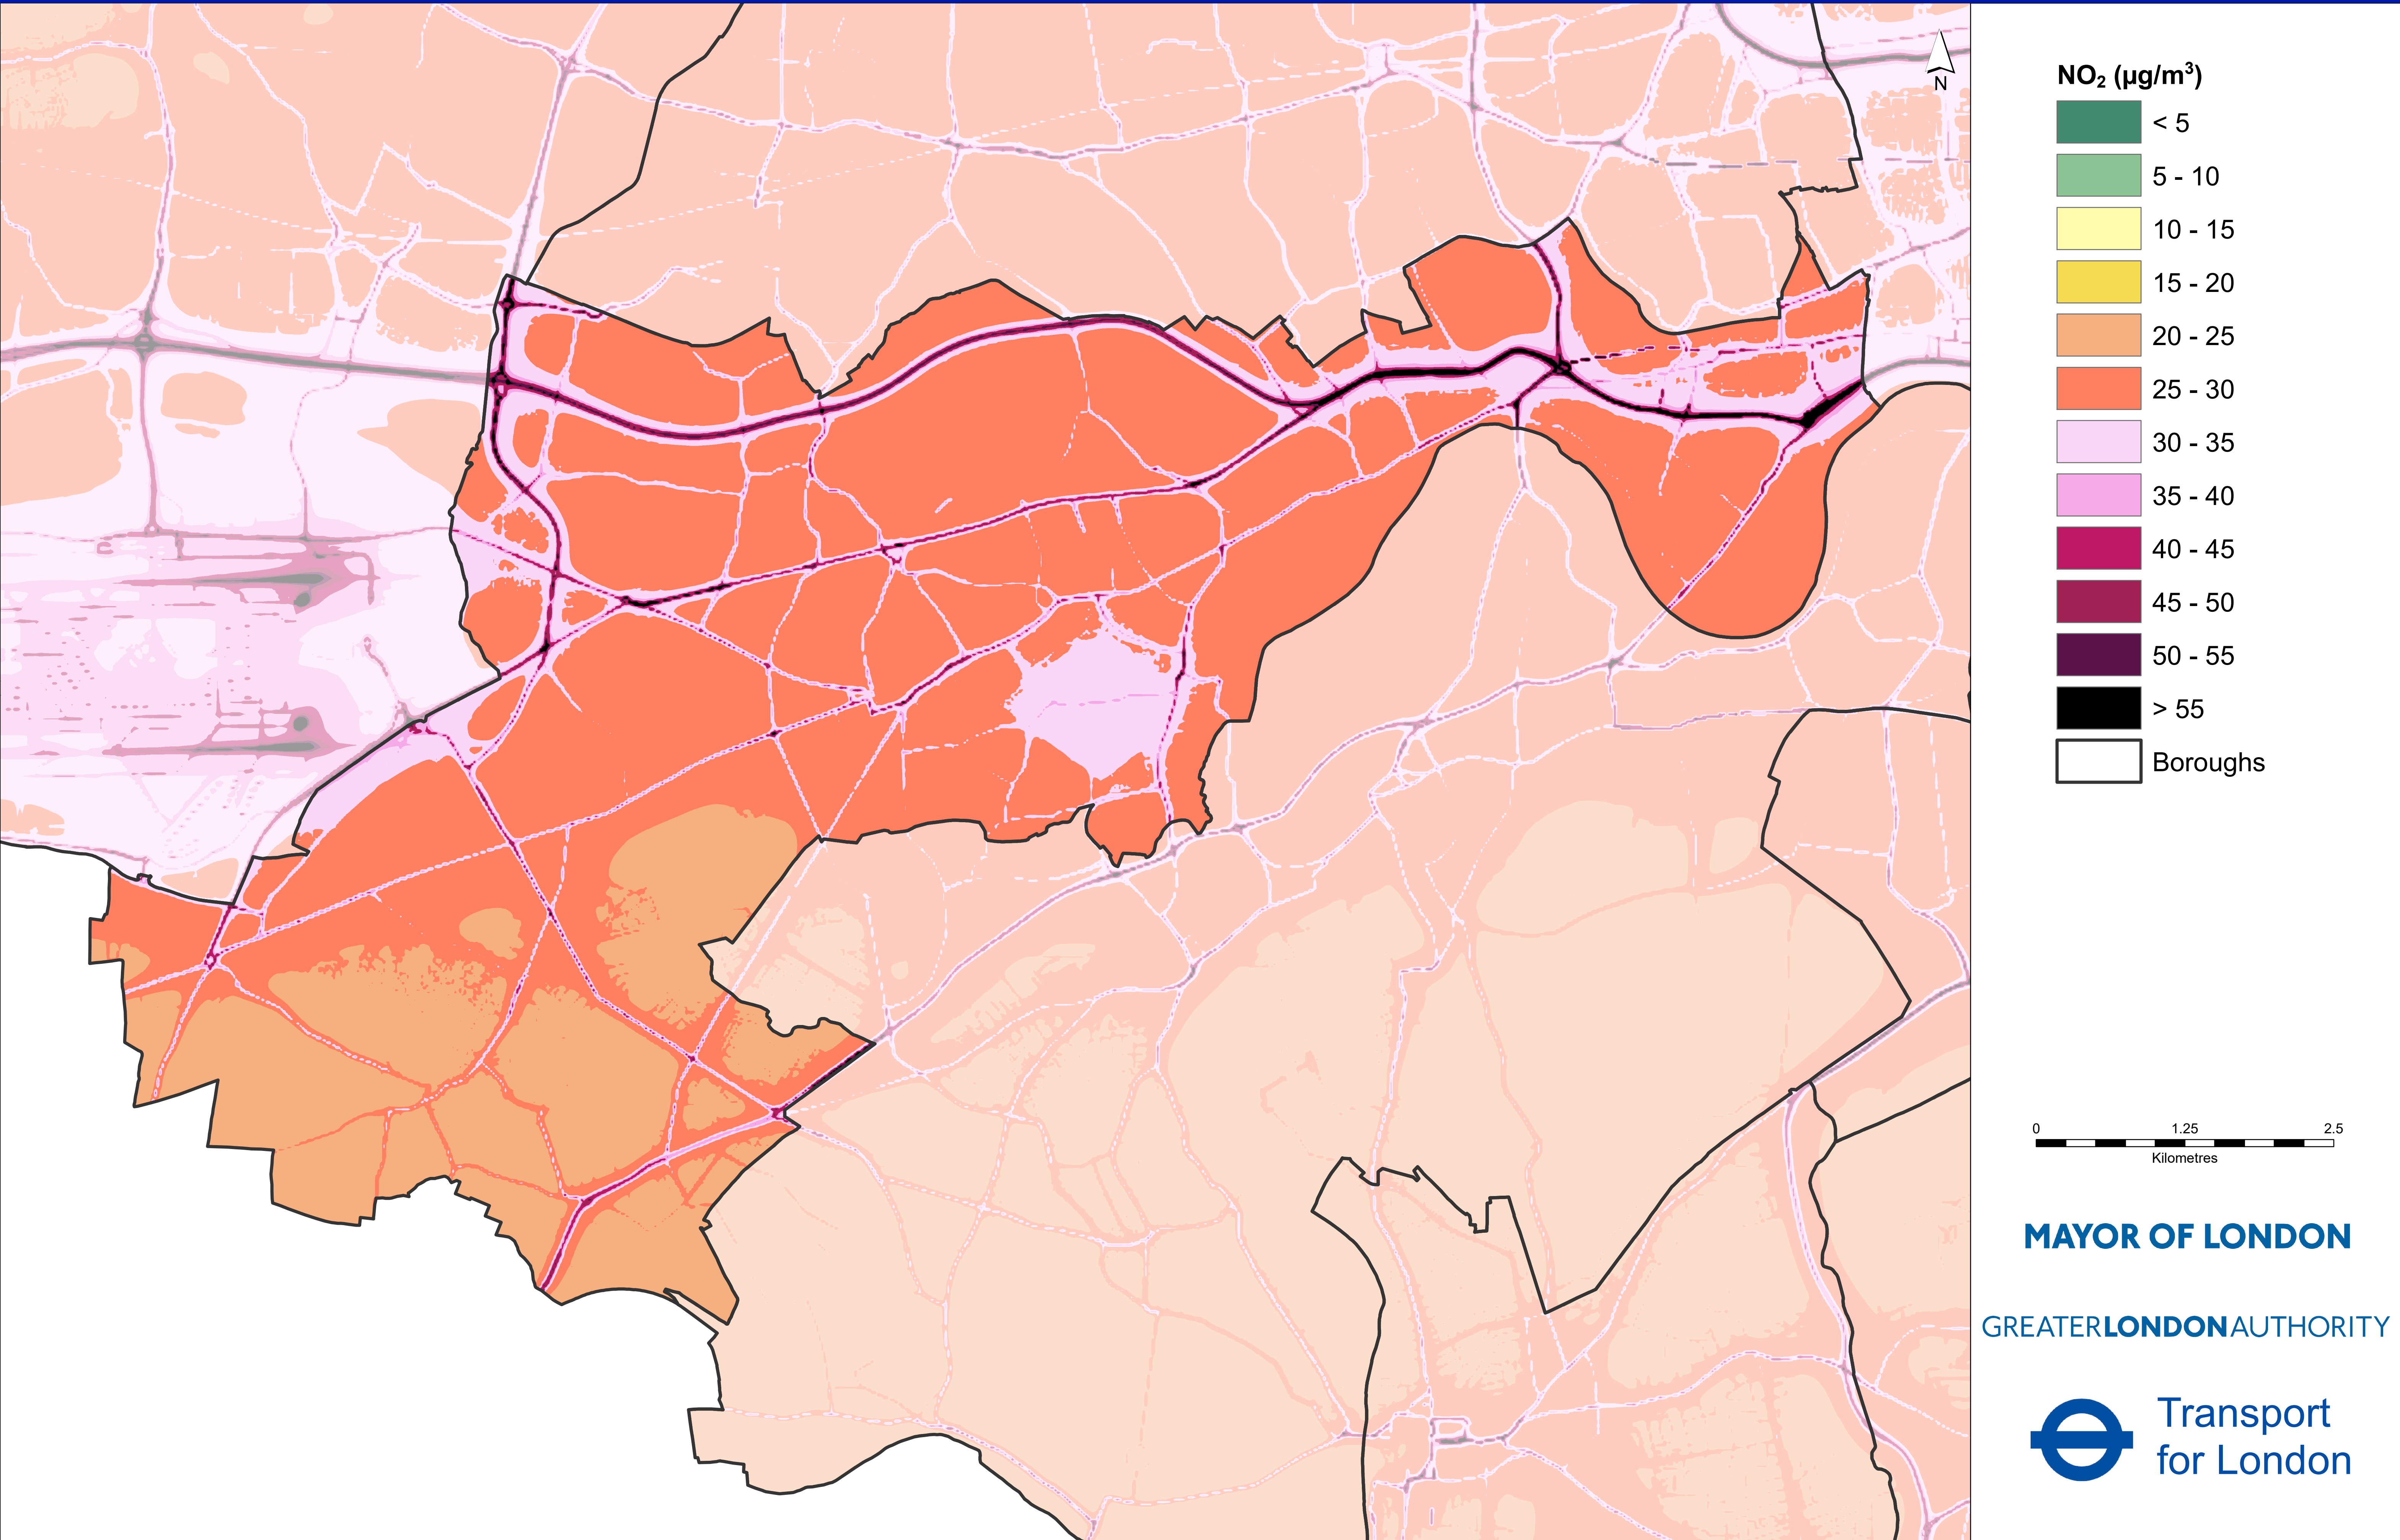 N
NO₂ (µg/m³)
< 5
5 - 10
10 - 15
15 - 20
20 - 25
25 - 30
30 - 35
35 - 40
40 - 45
45 - 50
50 - 55
> 55
Boroughs
0 1.25 2.5
Kilometres
MAYOR OF LONDON
GREATERLONDONAUTHORITY
Transport
for London